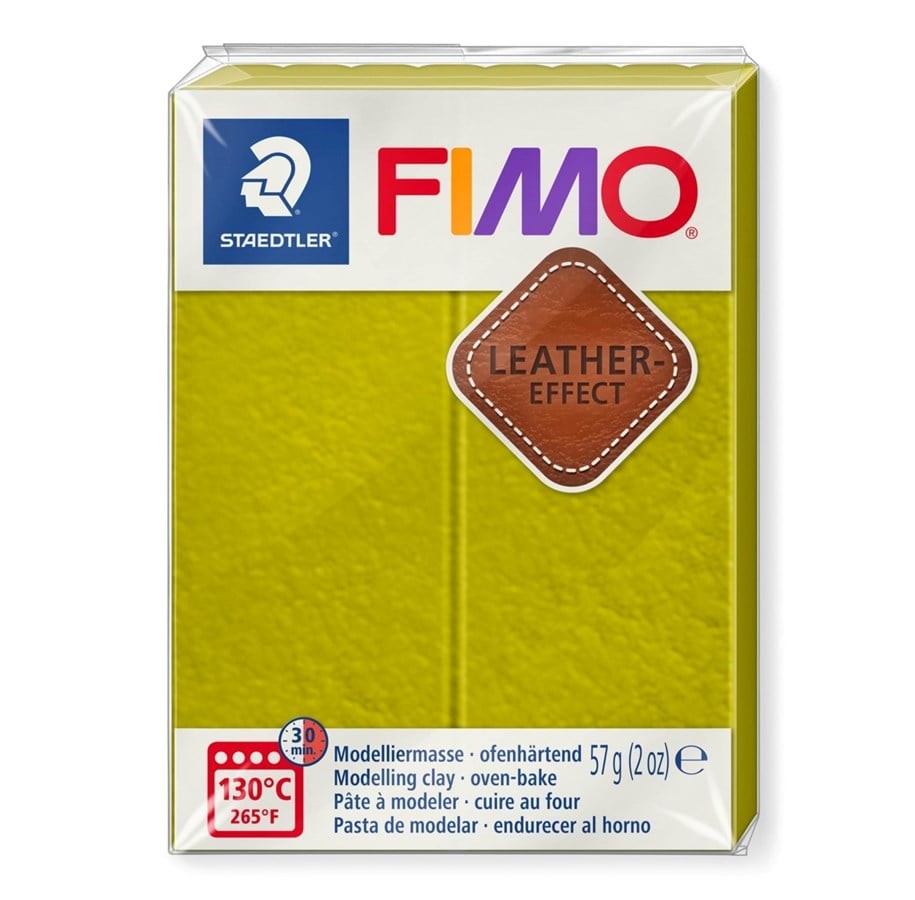 STAEDTLER®
FIMO®
LEATHER-
EFFECT
30
min.
130°C
265°F
Modelliermasse · ofenhärtend
Modelling clay · oven-bake
Pâte à modeler · cuire au four
Pasta de modelar · endurecer al horno
57 g (2 oz) ℮